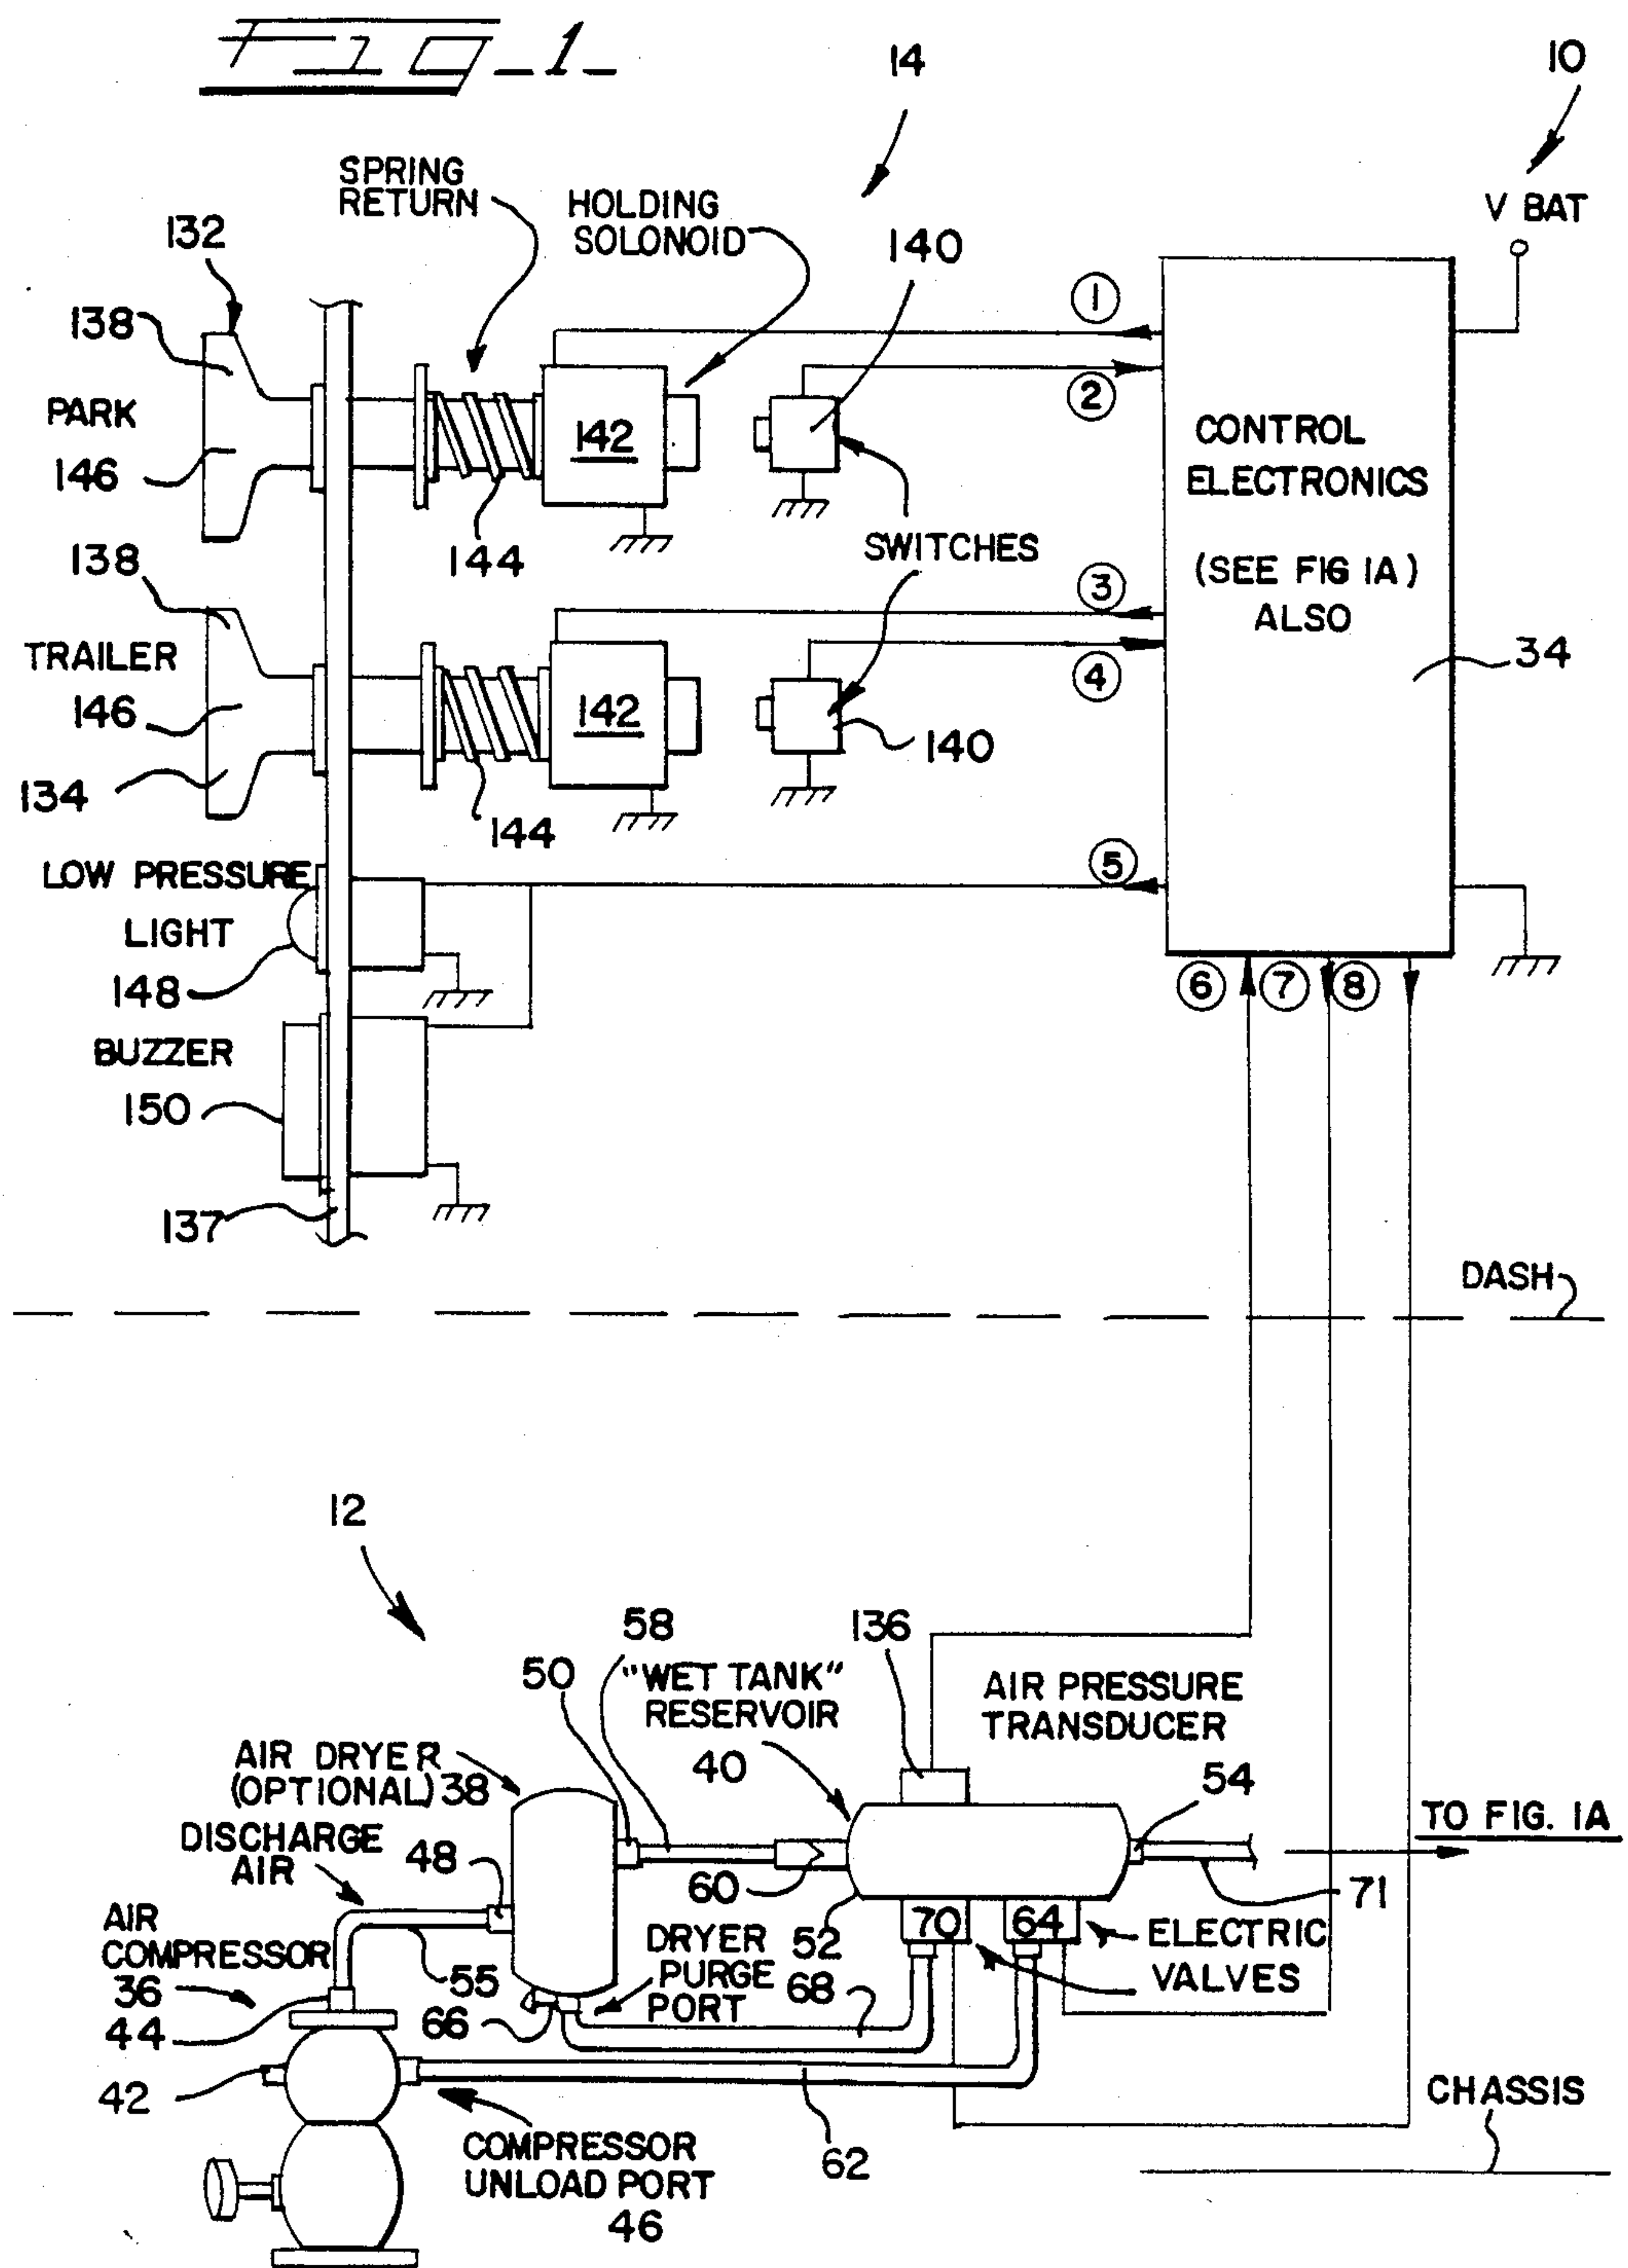 FIG_1_
14
10
SPRING
RETURN
HOLDING
SOLONOID
V BAT
132
140
138
1
2
PARK
146
142
CONTROL
ELECTRONICS
144
SWITCHES
(SEE FIG 1A)
ALSO
138
3
TRAILER
34
4
146
142
140
134
144
LOW PRESSURE
5
LIGHT
148
6
7
8
BUZZER
150
137
DASH
12
58
136
50
"WET TANK"
RESERVOIR
40
AIR PRESSURE
TRANSDUCER
AIR DRYER
(OPTIONAL) 38
54
TO FIG. 1A
DISCHARGE
AIR
48
60
71
AIR
COMPRESSOR
36
70
64
52
DRYER
PURGE
PORT
ELECTRIC
VALVES
55
68
44
66
42
CHASSIS
COMPRESSOR
UNLOAD PORT
46
62